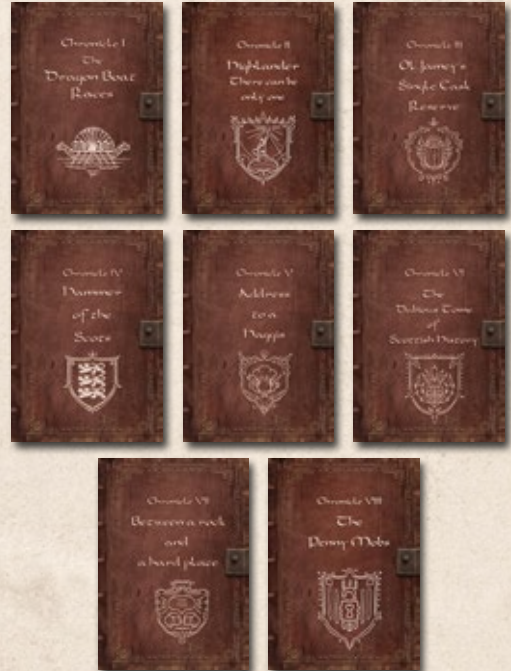 Chronicle I
The
Dragon Boat
Races
Chronicle II
Highlander
There can be
only one
Chronicle III
Ol Jamey's
Single Cask
Reserve
Chronicle IV
Hammer
of the
Scots
Chronicle V
Address
to a
Haggis
Chronicle VI
The
Dubious Tome
of
Scottish History
Chronicle VII
Between a rock
and
a hard place
Chronicle VIII
The
Penny Mobs